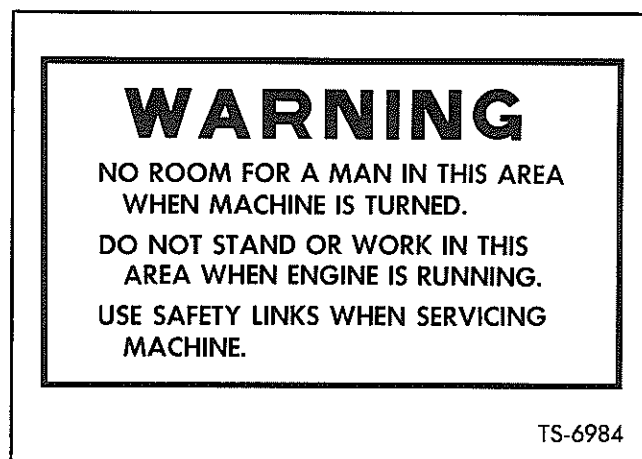 WARNING
NO ROOM FOR A MAN IN THIS AREA
WHEN MACHINE IS TURNED.
DO NOT STAND OR WORK IN THIS
AREA WHEN ENGINE IS RUNNING.
USE SAFETY LINKS WHEN SERVICING
MACHINE.
TS-6984